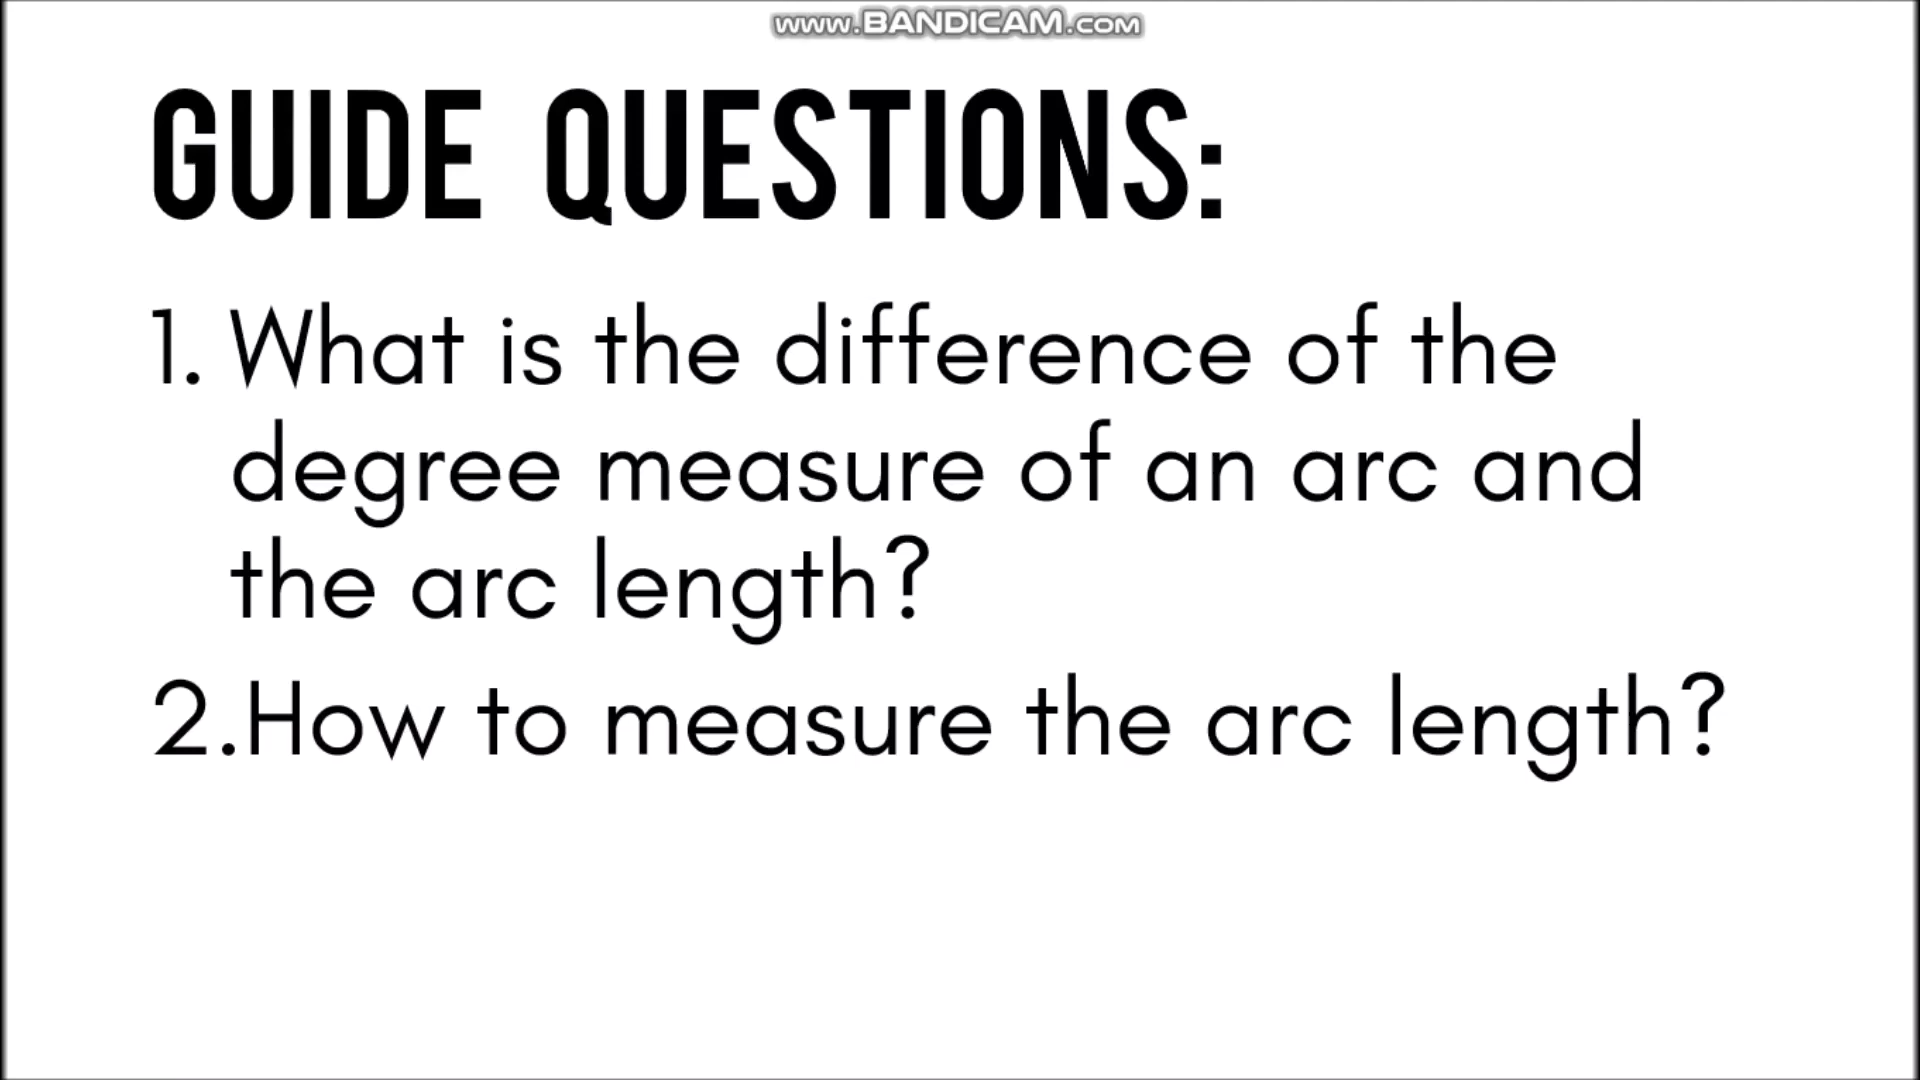 www.BANDICAM.com
GUIDE QUESTIONS:
1. What is the difference of the
degree measure of an arc and
the arc length?
2.How to measure the arc length?